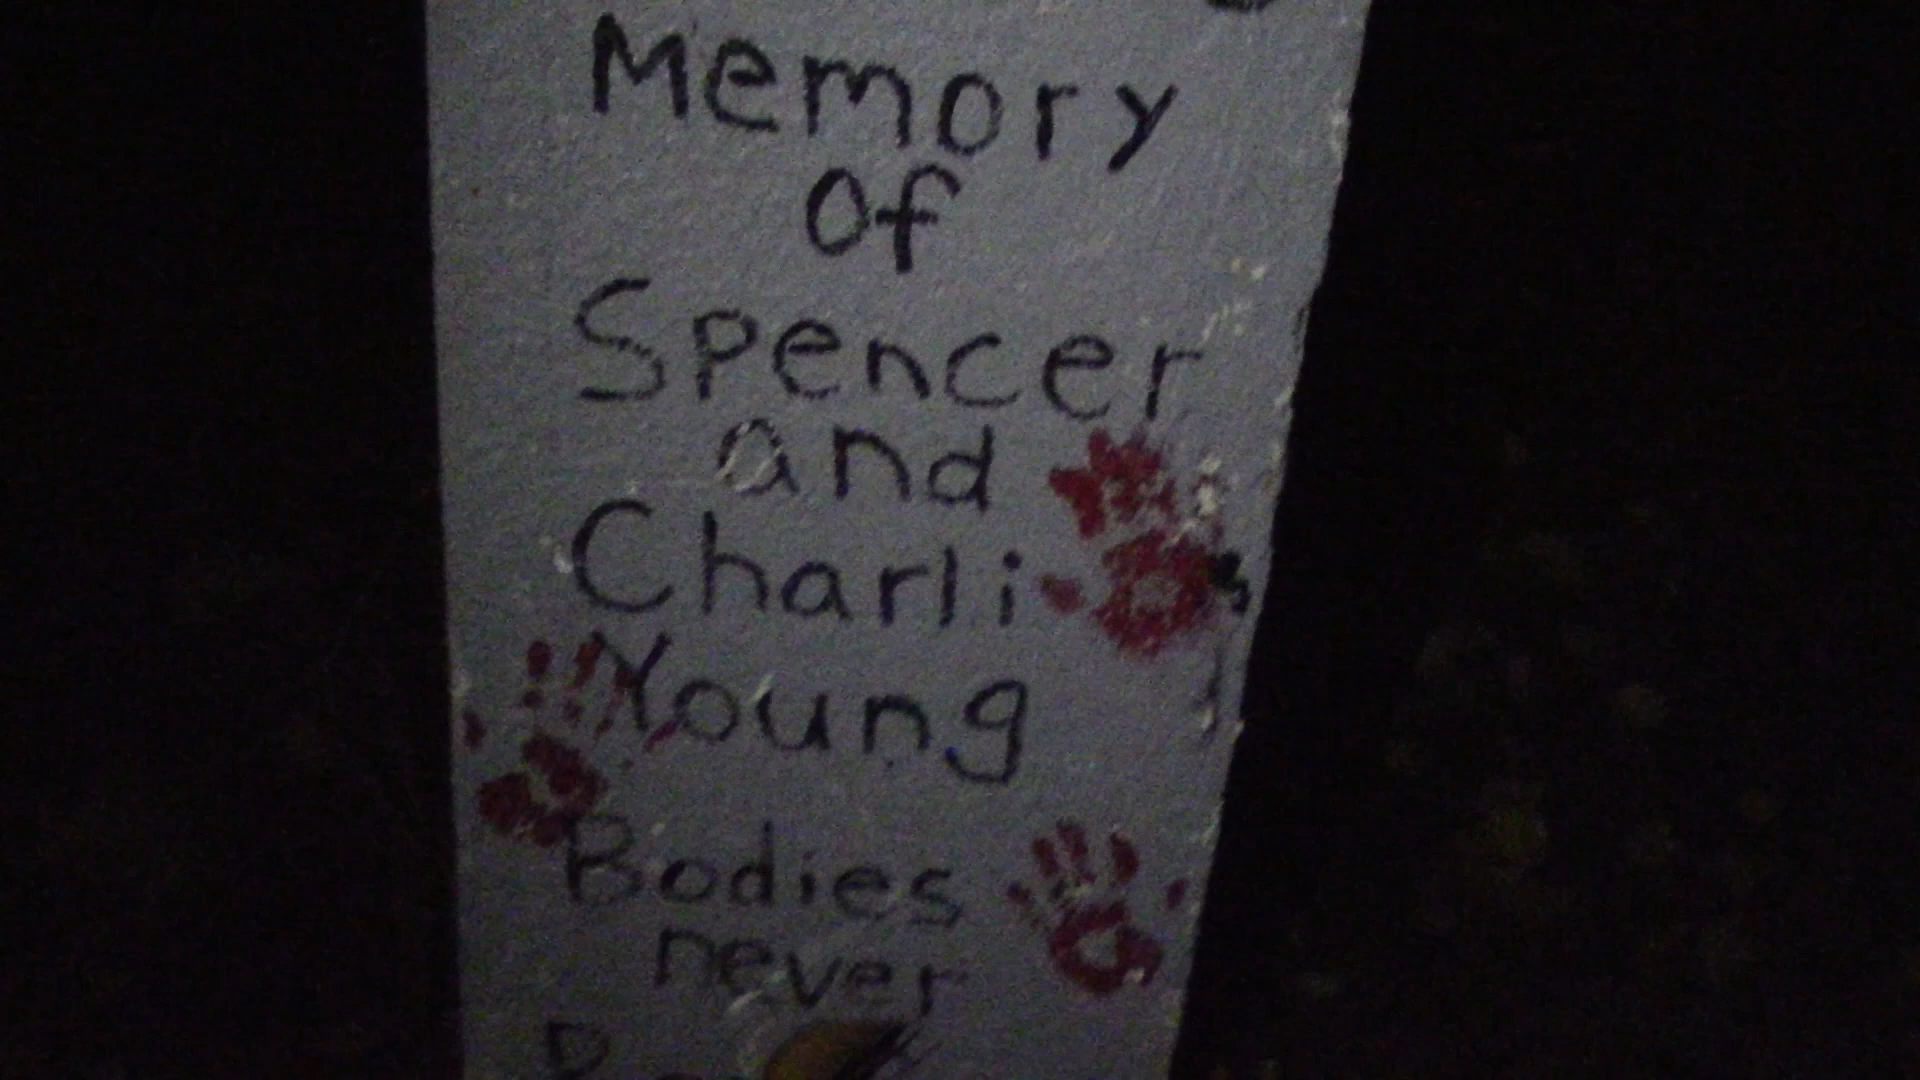 Memory
Of
Spencer
and
Charli
Young
Bodies
never